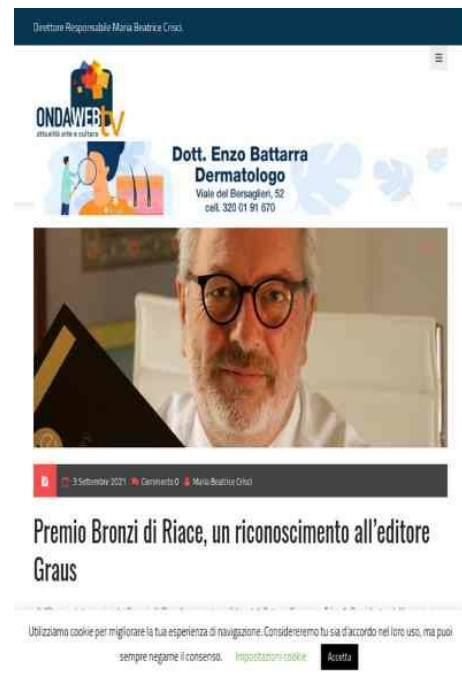 Direttore Responsabile Maria Beatrice Crisci.
ONDAWEB tv
attualità arte e cultura
Dott. Enzo Battarra
Dermatologo
Viale dei Bersaglieri, 52
cell. 320 01 91 670
3 Settembre 2021 Comments 0 Maria Beatrice Crisci
Premio Bronzi di Riace, un riconoscimento all'editore
Graus
Utilizziamo cookie per migliorare la tua esperienza di navigazione. Considereremo tu sia d'accordo nel loro uso, ma puoi
sempre negarne il consenso. Impostazioni cookie Accetta